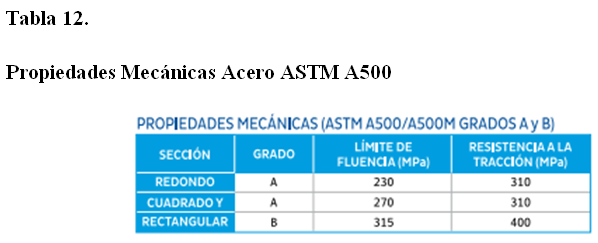 Tabla 12.
Propiedades Mecánicas Acero ASTM A500
PROPIEDADES MECÁNICAS (ASTM A500/A500M GRADOS A y B)
SECCIÓN GRADO LÍMITE DE FLUENCIA (MPa) RESISTENCIA A LA TRACCIÓN (MPa)
REDONDO A 230 310
CUADRADO Y A 270 310
RECTANGULAR B 315 400